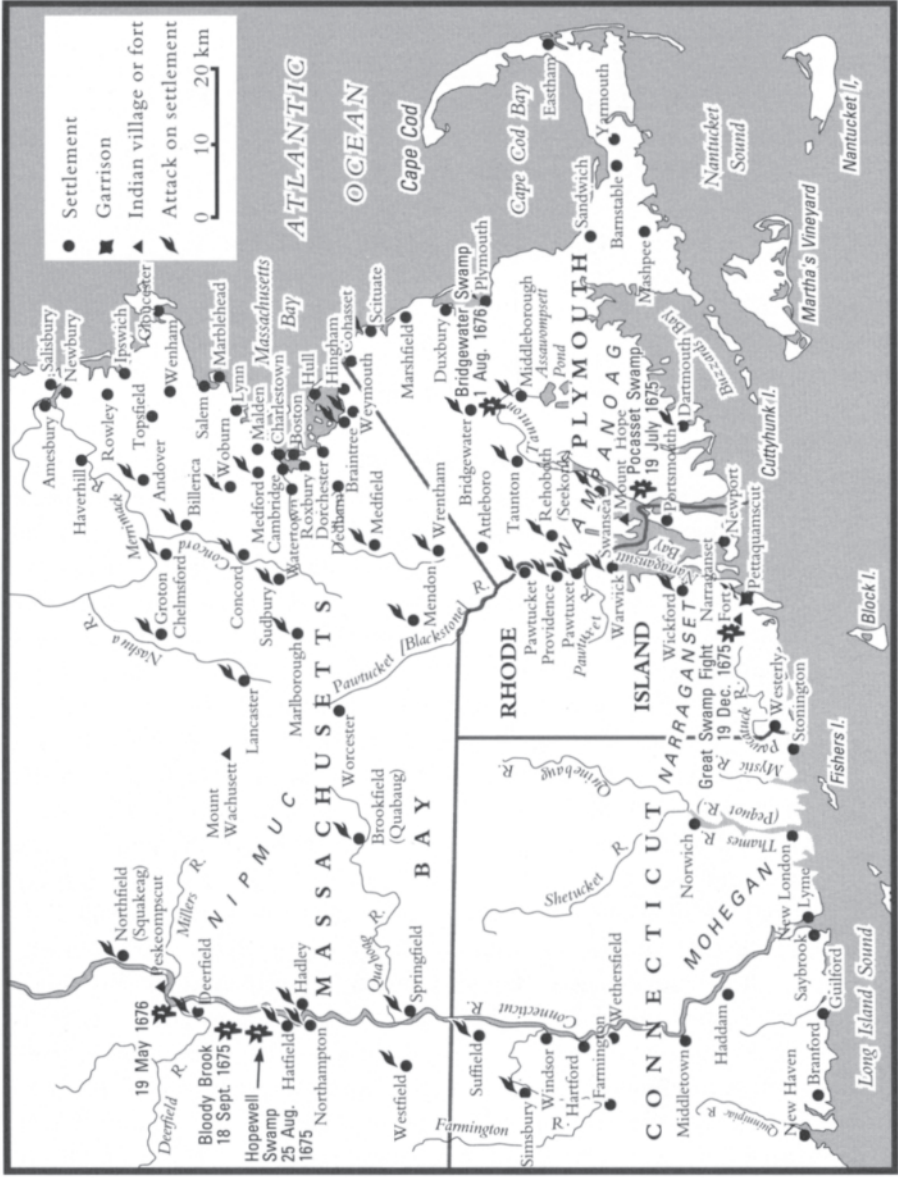 Settlement
Garrison
Indian village or fort
Attack on settlement
0 10 20 km
ATLANTIC
OCEAN
Cape Cod
Cape Cod Bay
Eastham
Yarmouth
Barnstable
Sandwich
Mashpee
Nantucket
Sound
Nantucket I.
Martha's Vineyard
Buzzards
Bay
Cuttyhunk I.
Block I.
Fishers I.
Long Island Sound
Salisbury
Newbury
Amesbury
Haverhill
Rowley
Ipswich
Gloucester
Topsfield
Wenham
Andover
Salem
Marblehead
Lynn
Massachusetts
Bay
Billerica
Woburn
Malden
Medford
Charlestown
Cambridge
Boston
Watertown
Hull
Roxbury
Dorchester
Hingham
Cohasset
Scituate
Dedham
Braintree
Weymouth
Marshfield
Duxbury
Plymouth
Bridgewater Swamp
1 Aug. 1676
Bridgewater
Middleborough
Assawompsett
Pond
Taunton
Taunton
PLYMOUTH
WAMPANOAG
Merrimack
R.
Concord
Groton
Chelmsford
Concord
Nashua
R.
Sudbury
Marlborough
Lancaster
Medfield
Wrentham
Mendon
Attleboro
Rehoboth
(Seekonk)
Swansea
Mount Hope
Pocasset Swamp
19 July 1675
Dartmouth
Portsmouth
Newport
Narragansett
Bay
Pawtucket [Blackstone]
R.
Worcester
Mount
Wachusett
Brookfield
(Quabaug)
MASSACHUSETTS
BAY
NIPMUC
RHODE
ISLAND
Pawtucket
Providence
Pawtuxet
Pawtuxet
R.
Warwick
Wickford
Narraganset
Fort
Pettaquamscut
NARRAGANSET
Great Swamp Fight
19 Dec. 1675
Pawcatuck R.
Westerly
Stonington
Mystic R.
Northfield
(Squakeag)
Peskeompscut
19 May 1676
Millers R.
Deerfield
Deerfield
R.
Bloody Brook
18 Sept. 1675
Hopewell
Swamp
25 Aug.
1675
Hatfield
Hadley
Northampton
Quabaug R.
Springfield
Westfield
CONNECTICUT
Quinebaug
R.
Shetucket
R.
Norwich
Thames R.
(Pequot R.)
MOHEGAN
New London
Lyme
Saybrook
Guilford
Branford
New Haven
Quinnipiac R.
Haddam
Middletown
Connecticut
R.
Suffield
Simsbury
Windsor
Hartford
Farmington
Wethersfield
Farmington
R.